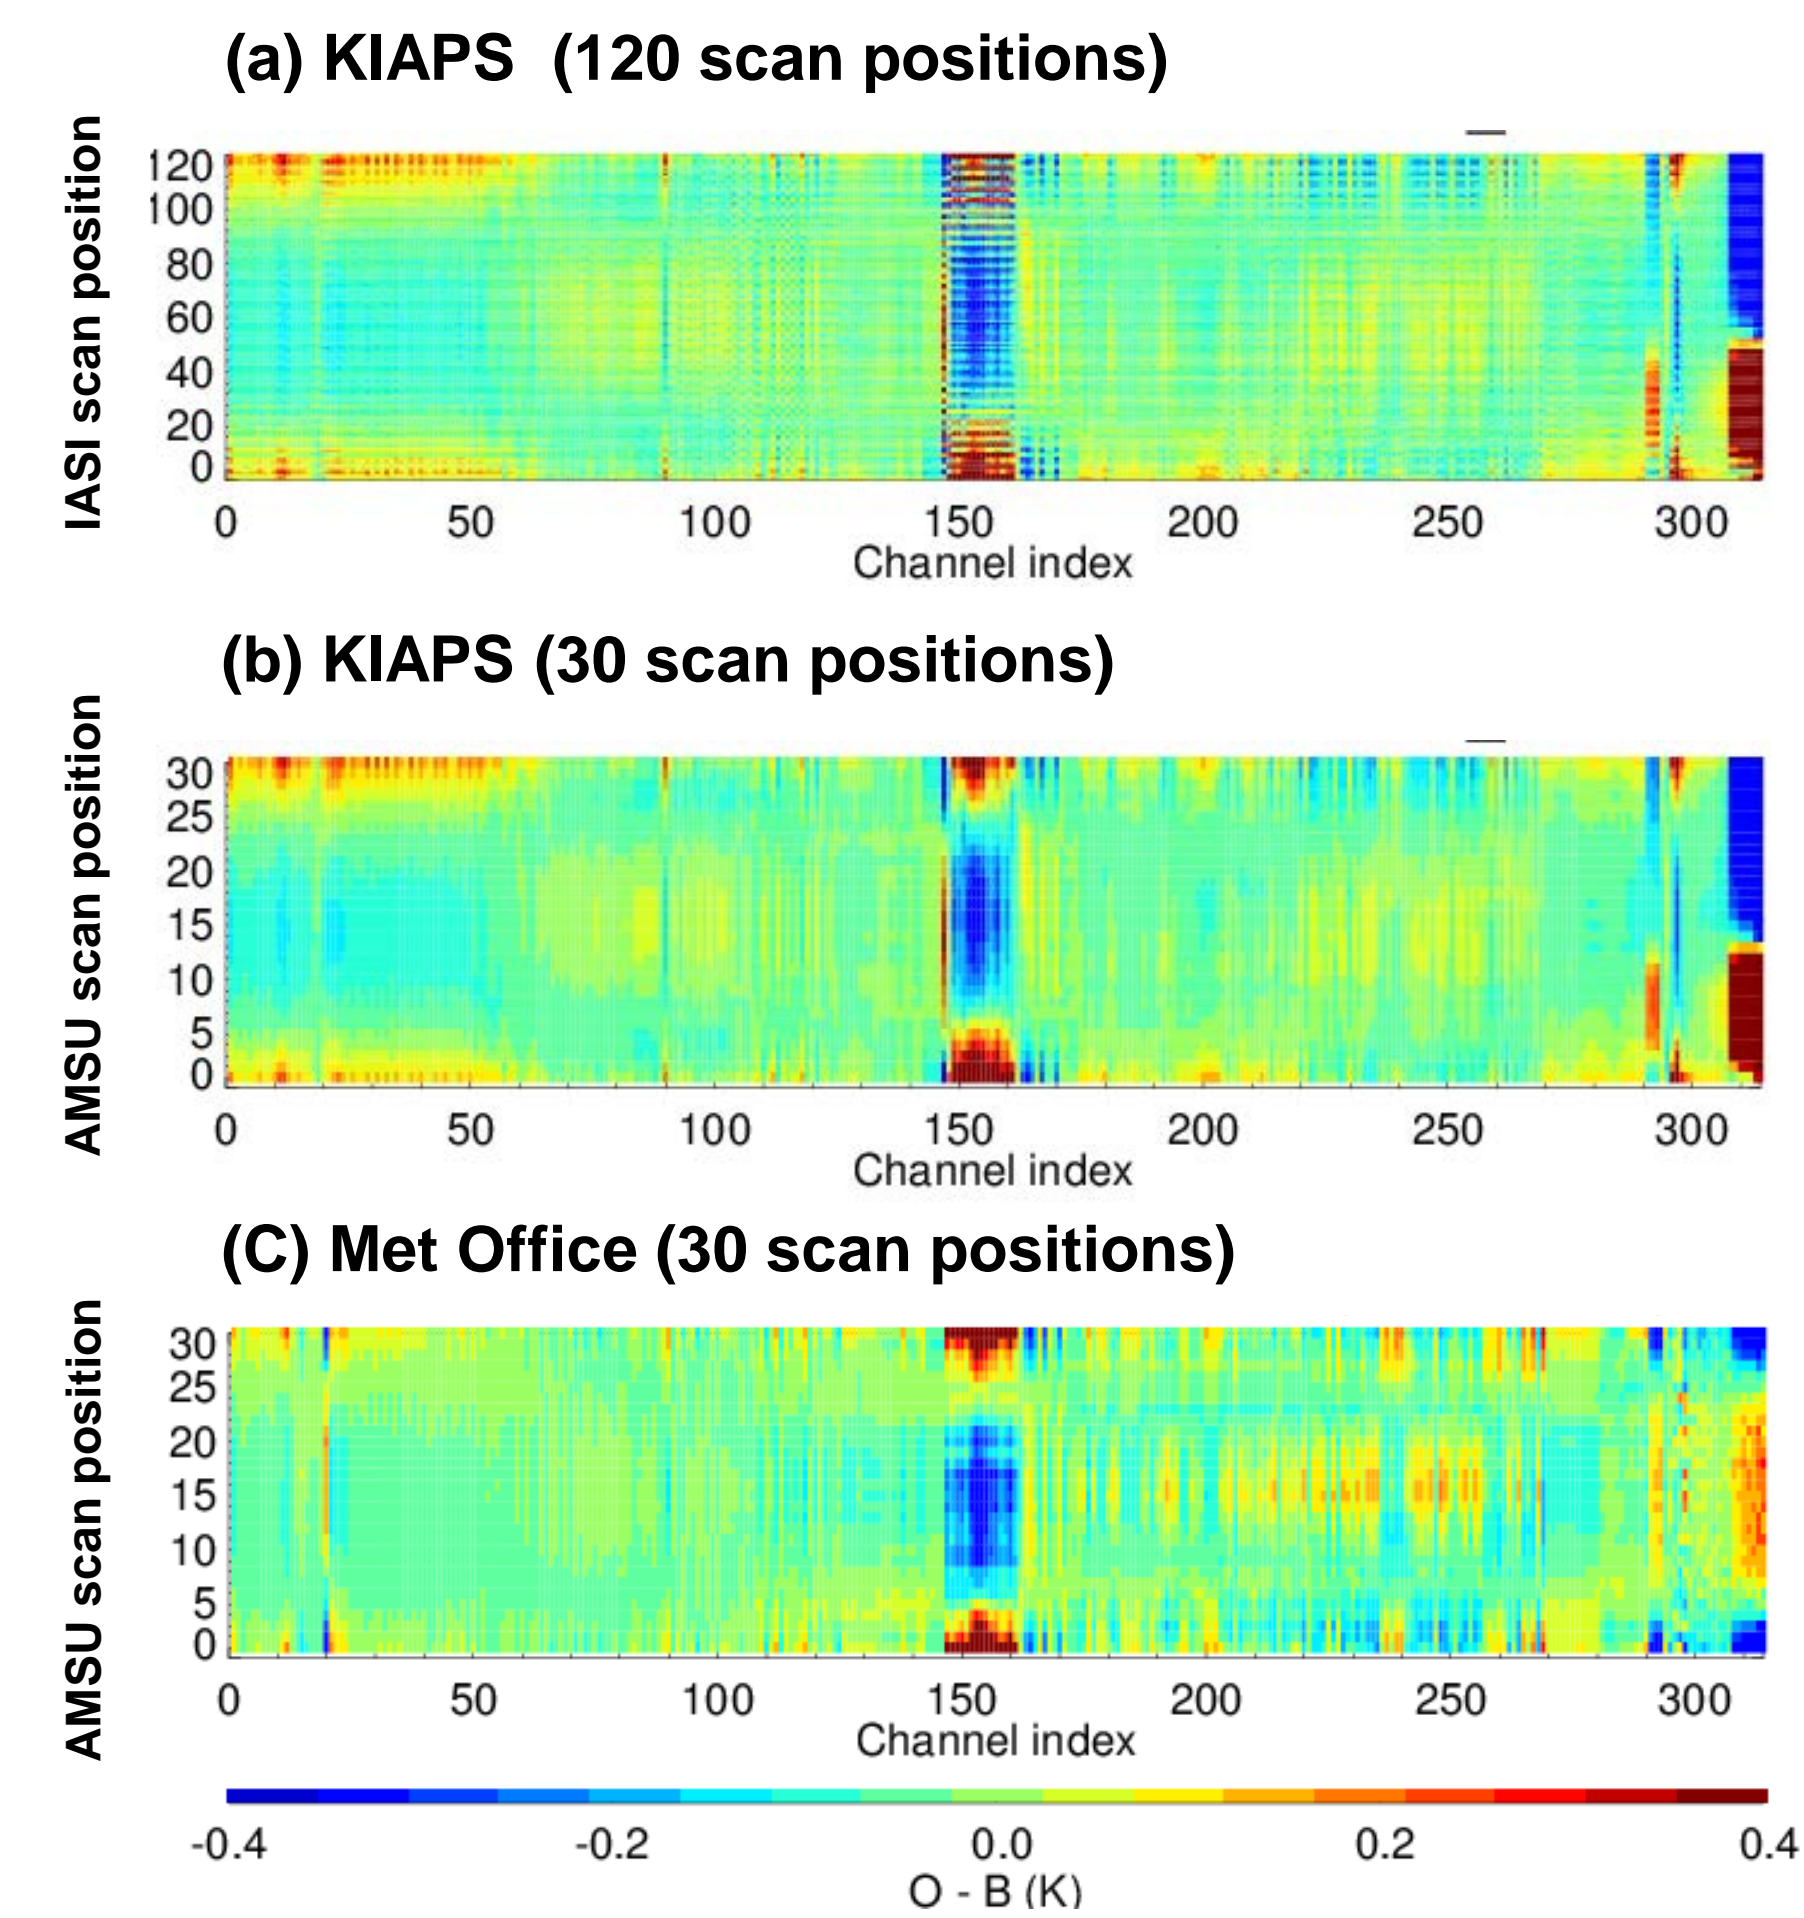 (a) KIAPS (120 scan positions)
IASI scan position
120
100
80
60
40
20
0
0 50 100 150 200 250 300
Channel index
(b) KIAPS (30 scan positions)
AMSU scan position
30
25
20
15
10
5
0
0 50 100 150 200 250 300
Channel index
(C) Met Office (30 scan positions)
AMSU scan position
30
25
20
15
10
5
0
0 50 100 150 200 250 300
Channel index
-0.4 -0.2 0.0 0.2 0.4
O - B (K)